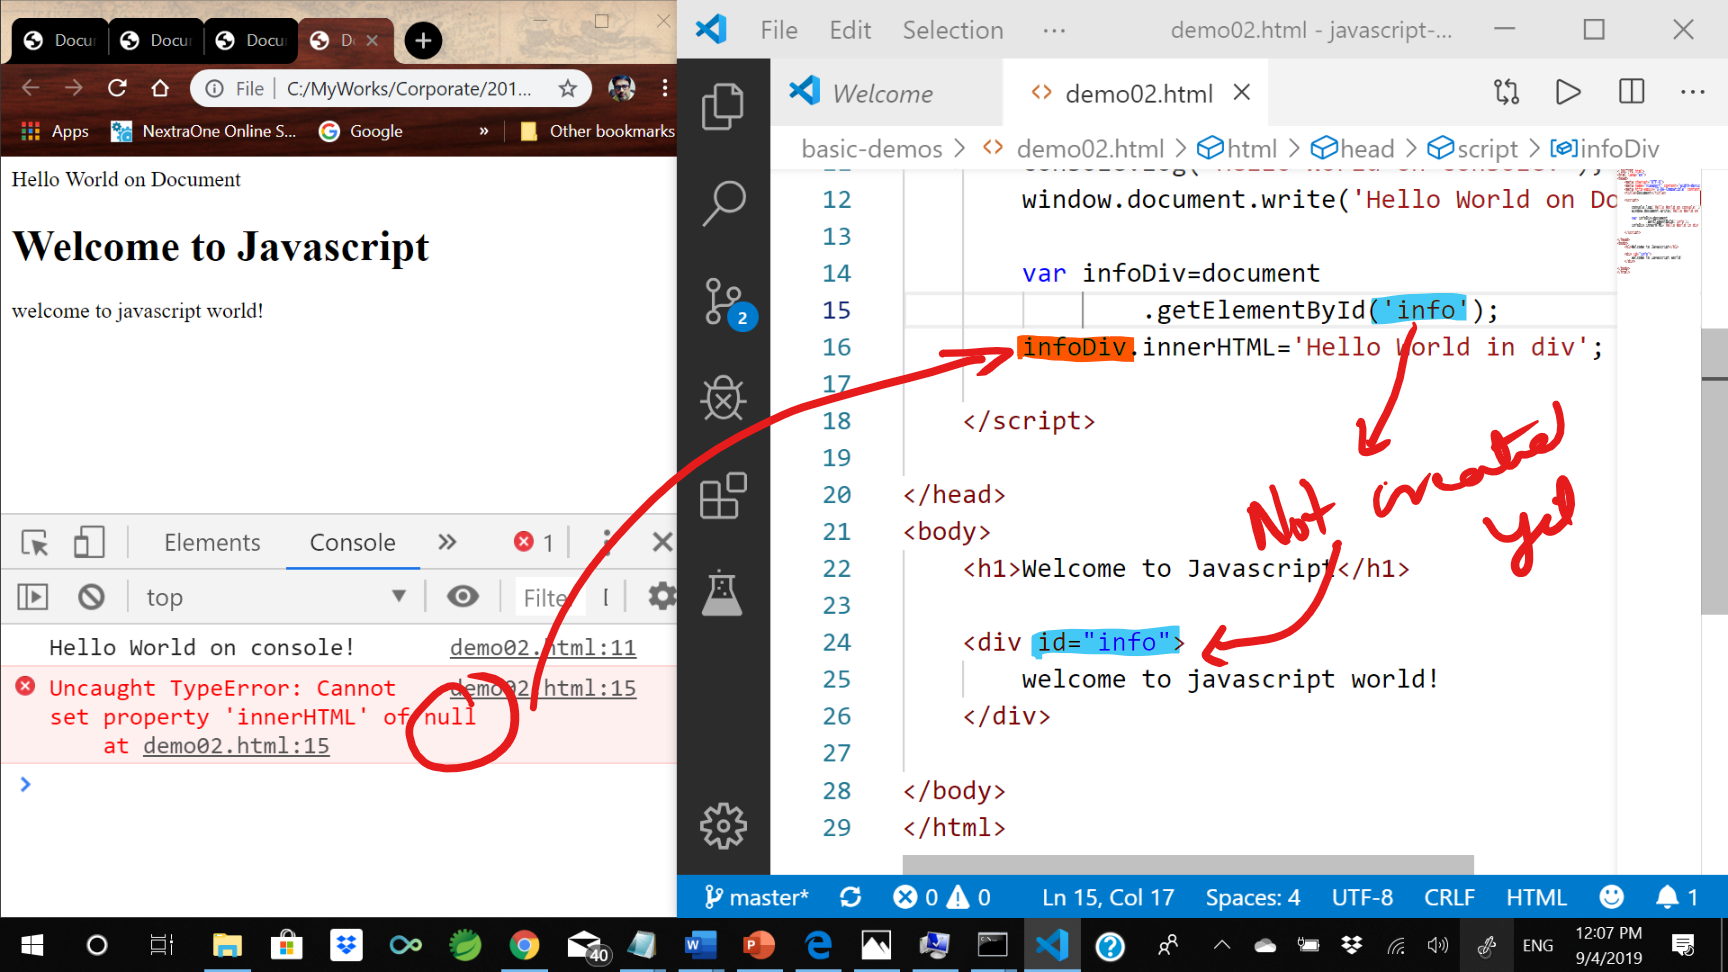 Docu
Docu
Docu
D
File
C:/MyWorks/Corporate/201...
Apps
NextraOne Online S...
Google
»
Other bookmarks
Hello World on Document
Welcome to Javascript
welcome to javascript world!
Elements
Console
»
1
top
Filte
Hello World on console!
demo02.html:11
Uncaught TypeError: Cannot
demo02.html:15
set property 'innerHTML' of null
at demo02.html:15
File Edit Selection ...
demo02.html - javascript-...
Welcome
demo02.html
basic-demos > demo02.html > html > head > script > infoDiv
12 window.document.write('Hello World on Do
13
14 var infoDiv=document
15 .getElementById('info');
16 infoDiv.innerHTML='Hello World in div';
17
18 </script>
19
20 </head>
21 <body>
22 <h1>Welcome to Javascript</h1>
23
24 <div id="info">
25 welcome to javascript world!
26 </div>
27
28 </body>
29 </html>
Not created
yet
2
master*
0
0
Ln 15, Col 17
Spaces: 4
UTF-8
CRLF
HTML
1
40
ENG
12:07 PM
9/4/2019